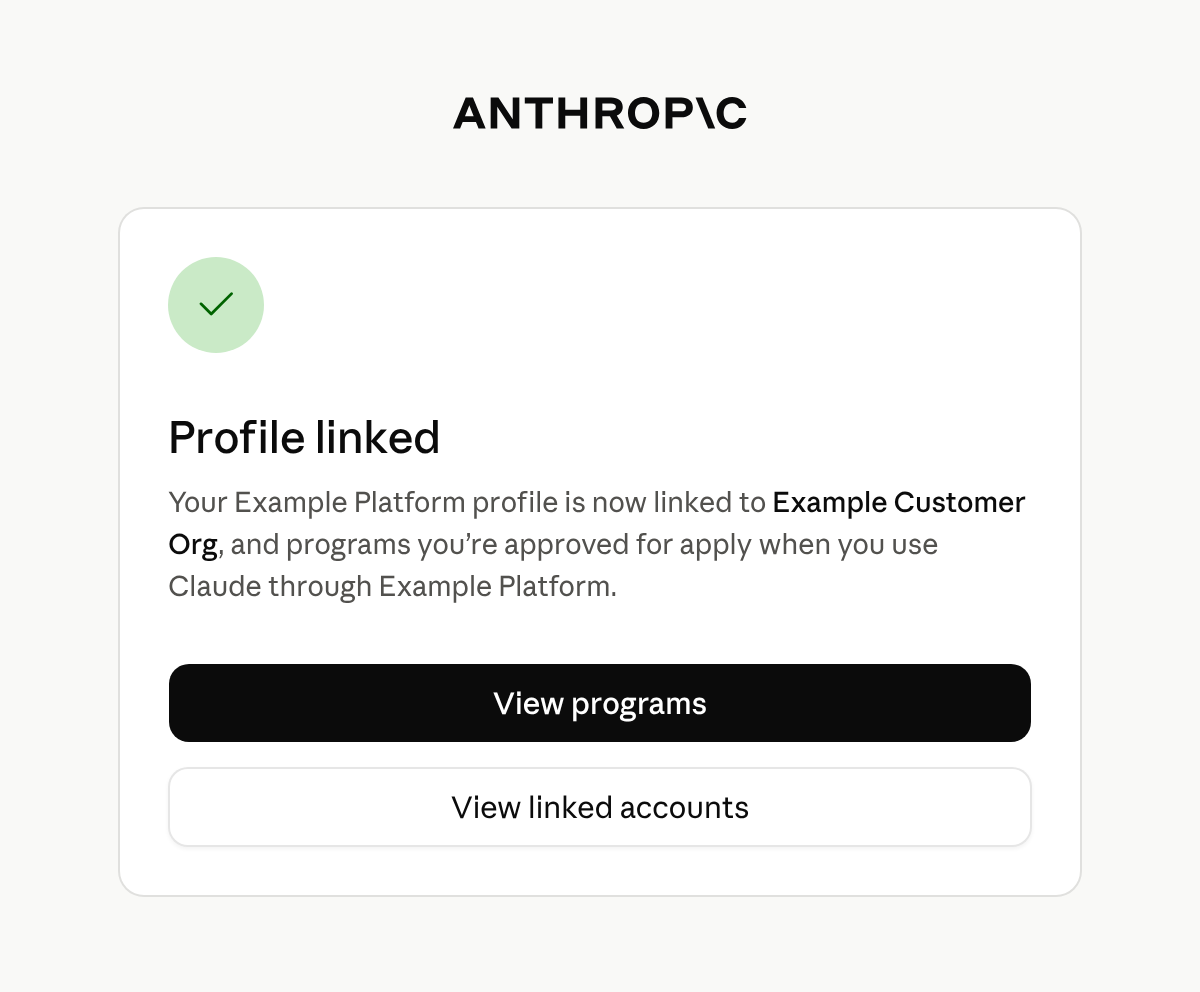 ANTHROP\C
Profile linked
Your Example Platform profile is now linked to Example Customer
Org, and programs you’re approved for apply when you use
Claude through Example Platform.
View programs
View linked accounts